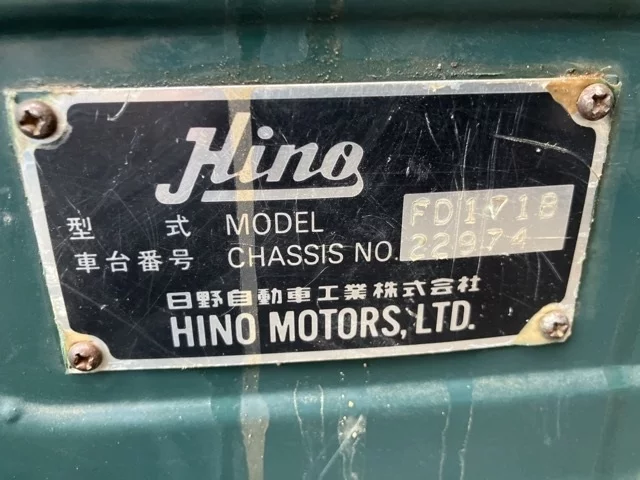 Hino
型 式 MODEL FD1718
車台番号 CHASSIS NO. 22974
日野自動車工業株式会社
HINO MOTORS, LTD.